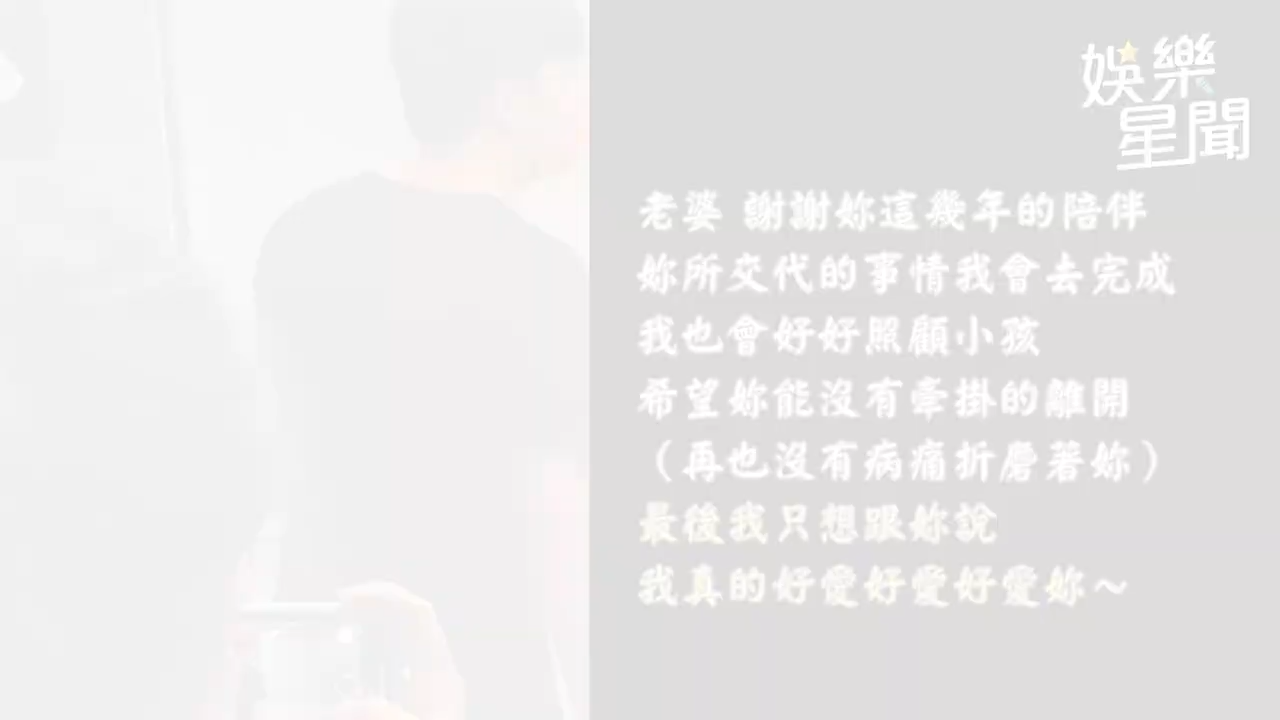 娛樂
星聞
老婆 謝謝妳這幾年的陪伴
妳所交代的事情我會去完成
我也會好好照顧小孩
希望妳能沒有牽掛的離開
（再也沒有病痛折磨著妳）
最後我只想跟妳說
我真的好愛好愛好愛妳～